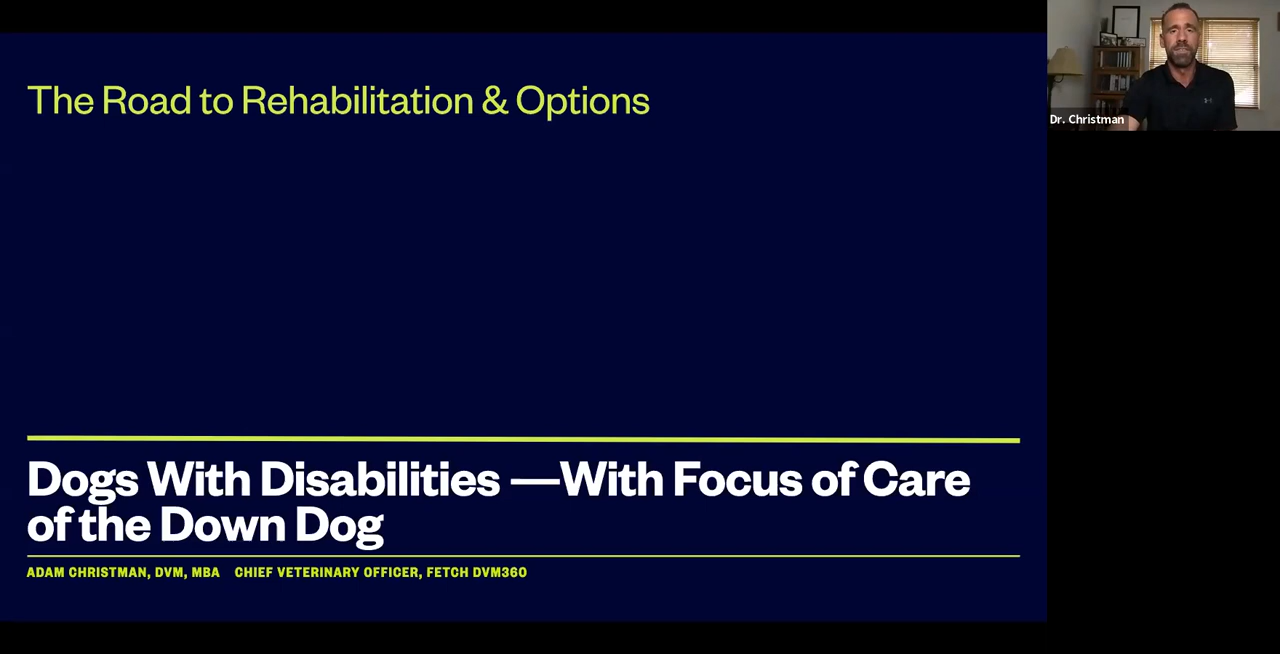 The Road to Rehabilitation & Options
Dr. Christman
Dogs With Disabilities —With Focus of Care
of the Down Dog
ADAM CHRISTMAN, DVM, MBA CHIEF VETERINARY OFFICER, FETCH DVM360